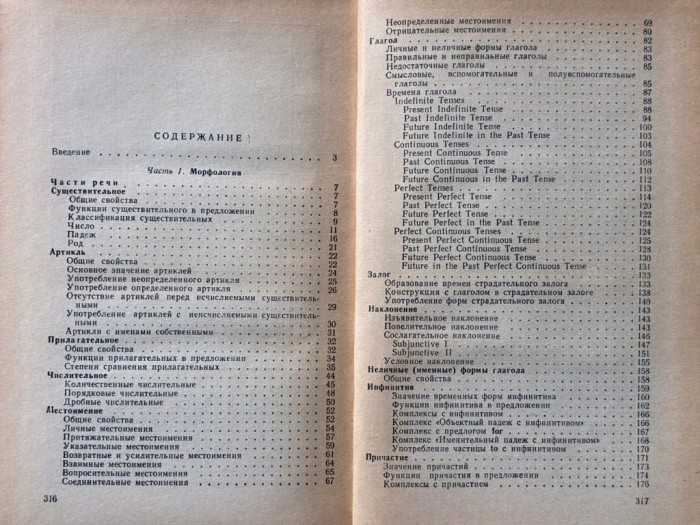 СОДЕРЖАНИЕ
Введение 3
Часть I. Морфология
Части речи 7
Существительное 7
Общие свойства 7
Функции существительного в предложении 8
Классификация существительных 9
Число 11
Падеж 16
Род 21
Артикль 22
Общие свойства 22
Основное значение артиклей 24
Употребление неопределенного артикля 25
Употребление определенного артикля 26
Отсутствие артиклей перед исчисляемыми существитель-
ными 29
Употребление артиклей с неисчисляемыми существитель-
ными 30
Артикли с именами собственными 31
Прилагательное 32
Общие свойства 32
Функции прилагательных в предложении 34
Степени сравнения прилагательных 35
Числительное 44
Количественные числительные 45
Порядковые числительные 48
Дробные числительные 50
Местоимение 52
Общие свойства 52
Личные местоимения 54
Притяжательные местоимения 57
Указательные местоимения 59
Возвратные и усилительные местоимения 61
Взаимные местоимения 64
Вопросительные местоимения 65
Соединительные местоимения 67
316
Неопределенные местоимения 69
Отрицательные местоимения 80
Глагол 82
Личные и неличные формы глагола 83
Правильные и неправильные глаголы 83
Недостаточные глаголы 85
Смысловые, вспомогательные и полувспомогательные
глаголы 85
Времена глагола 87
Indefinite Tenses 88
Present Indefinite Tense 88
Past Indefinite Tense 94
Future Indefinite Tense 100
Future Indefinite in the Past Tense 103
Continuous Tenses 104
Present Continuous Tense 105
Past Continuous Tense 108
Future Continuous Tense 110
Future Continuous in the Past Tense 112
Perfect Tenses 113
Present Perfect Tense 114
Past Perfect Tense 120
Future Perfect Tense 122
Future Perfect in the Past Tense 124
Perfect Continuous Tenses 124
Present Perfect Continuous Tense 125
Past Perfect Continuous Tense 128
Future Perfect Continuous Tense 130
Future in the Past Perfect Continuous Tense 131
Залог 133
Образование времен страдательного залога 133
Конструкция с глаголом в страдательном залоге 138
Употребление форм страдательного залога 140
Наклонение 143
Изъявительное наклонение 143
Повелительное наклонение 143
Сослагательное наклонение 145
Subjunctive I 147
Subjunctive II 151
Условное наклонение 155
Неличные (именные) формы глагола 158
Общие свойства 158
Инфинитив 159
Значение временных форм инфинитива 160
Функции инфинитива в предложении 162
Комплексы с инфинитивом 166
Комплекс «Объектный падеж с инфинитивом» 166
Комплекс с предлогом for 167
Комплекс «Именительный падеж с инфинитивом» 168
Употребление частицы to с инфинитивом 170
Причастие 171
Значение причастий 173
Функции причастия в предложении 174
Комплексы с причастием 176
317